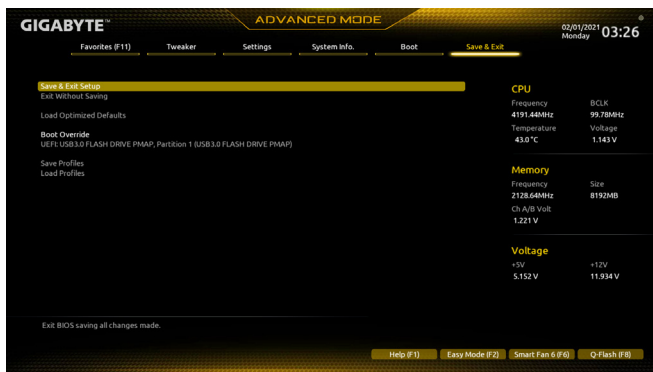 GIGABYTE™
ADVANCED MODE
02/01/2021
Monday
03:26
Favorites (F11) Tweaker Settings System Info. Boot Save & Exit
Save & Exit Setup
Exit Without Saving
Load Optimized Defaults
Boot Override
UEFI: USB3.0 FLASH DRIVE PMAP, Partition 1 (USB3.0 FLASH DRIVE PMAP)
Save Profiles
Load Profiles
CPU
Frequency BCLK
4191.44MHz 99.78MHz
Temperature Voltage
43.0 °C 1.143 V
Memory
Frequency Size
2128.64MHz 8192MB
Ch A/B Volt
1.221 V
Voltage
+5V +12V
5.152 V 11.934 V
Exit BIOS saving all changes made.
Help (F1) Easy Mode (F2) Smart Fan 6 (F6) Q-Flash (F8)